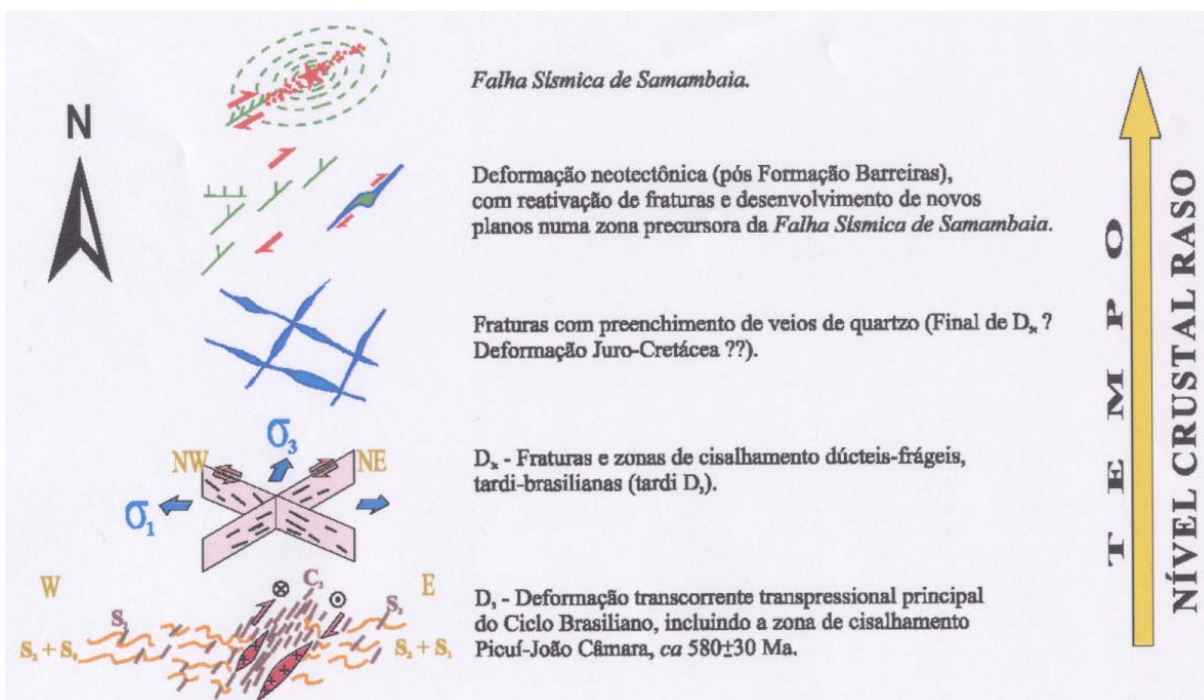 Falha Sísmica de Samambaia.
N
Deformação neotectônica (pós Formação Barreiras),
com reativação de fraturas e desenvolvimento de novos
planos numa zona precursora da Falha Sísmica de Samambaia.
Fraturas com preenchimento de veios de quartzo (Final de Dₓ ?
Deformação Juro-Cretácea ??).
σ₃
NW
NE
σ₁
Dₓ - Fraturas e zonas de cisalhamento dúcteis-frágeis,
tardi-brasilianas (tardi D₃).
W
E
C₃
S₃
S₃
S₂ + S₁
D₃ - Deformação transcorrente transpressional principal
do Ciclo Brasiliano, incluindo a zona de cisalhamento
Picuí-João Câmara, ca 580±30 Ma.
TEMPO
NÍVEL CRUSTAL RASO